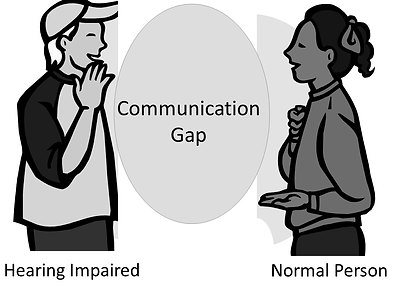 Communication
Gap
Hearing Impaired
Normal Person